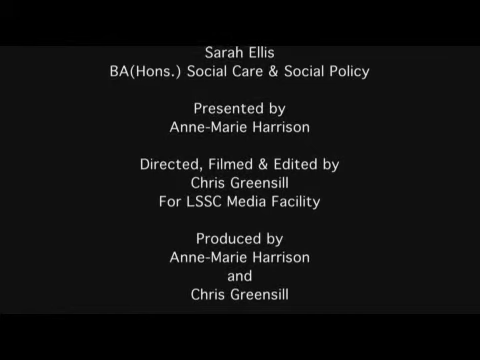 Sarah Ellis
BA(Hons.) Social Care & Social Policy
Presented by
Anne-Marie Harrison
Directed, Filmed & Edited by
Chris Greensill
For LSSC Media Facility
Produced by
Anne-Marie Harrison
and
Chris Greensill